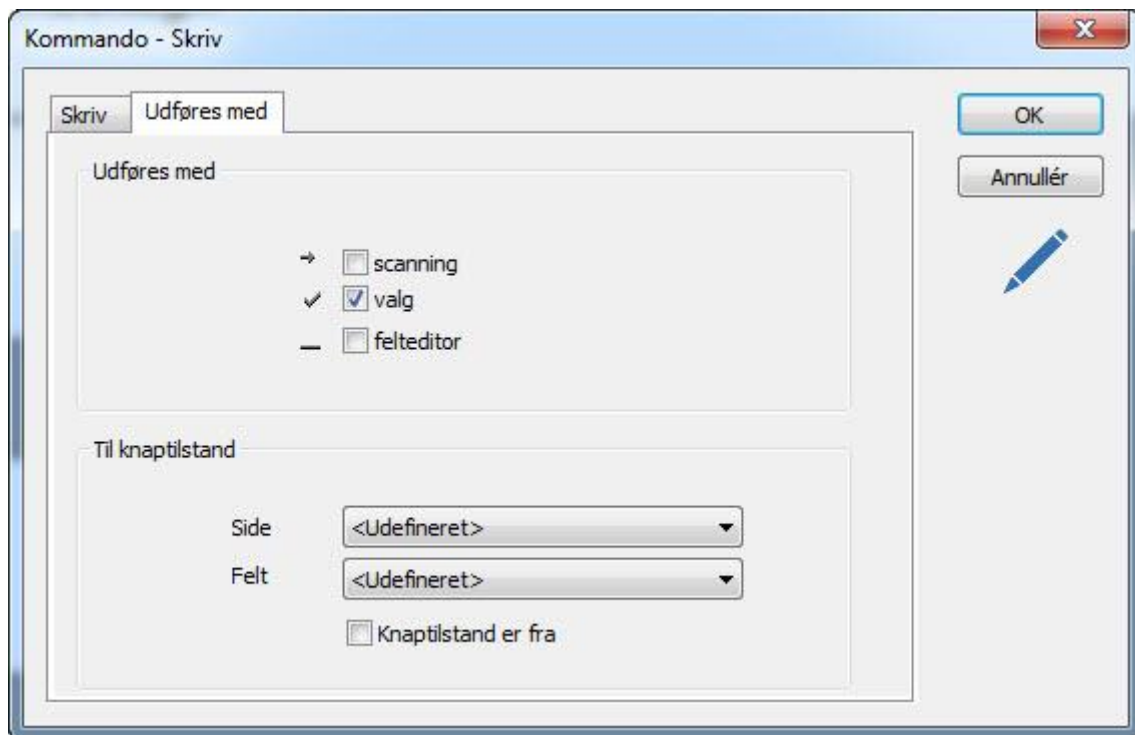 Kommando - Skriv
Skriv
Udføres med
OK
Annullér
Udføres med
scanning
valg
felteditor
Til knaptilstand
Side
<Udefineret>
Felt
<Udefineret>
Knaptilstand er fra